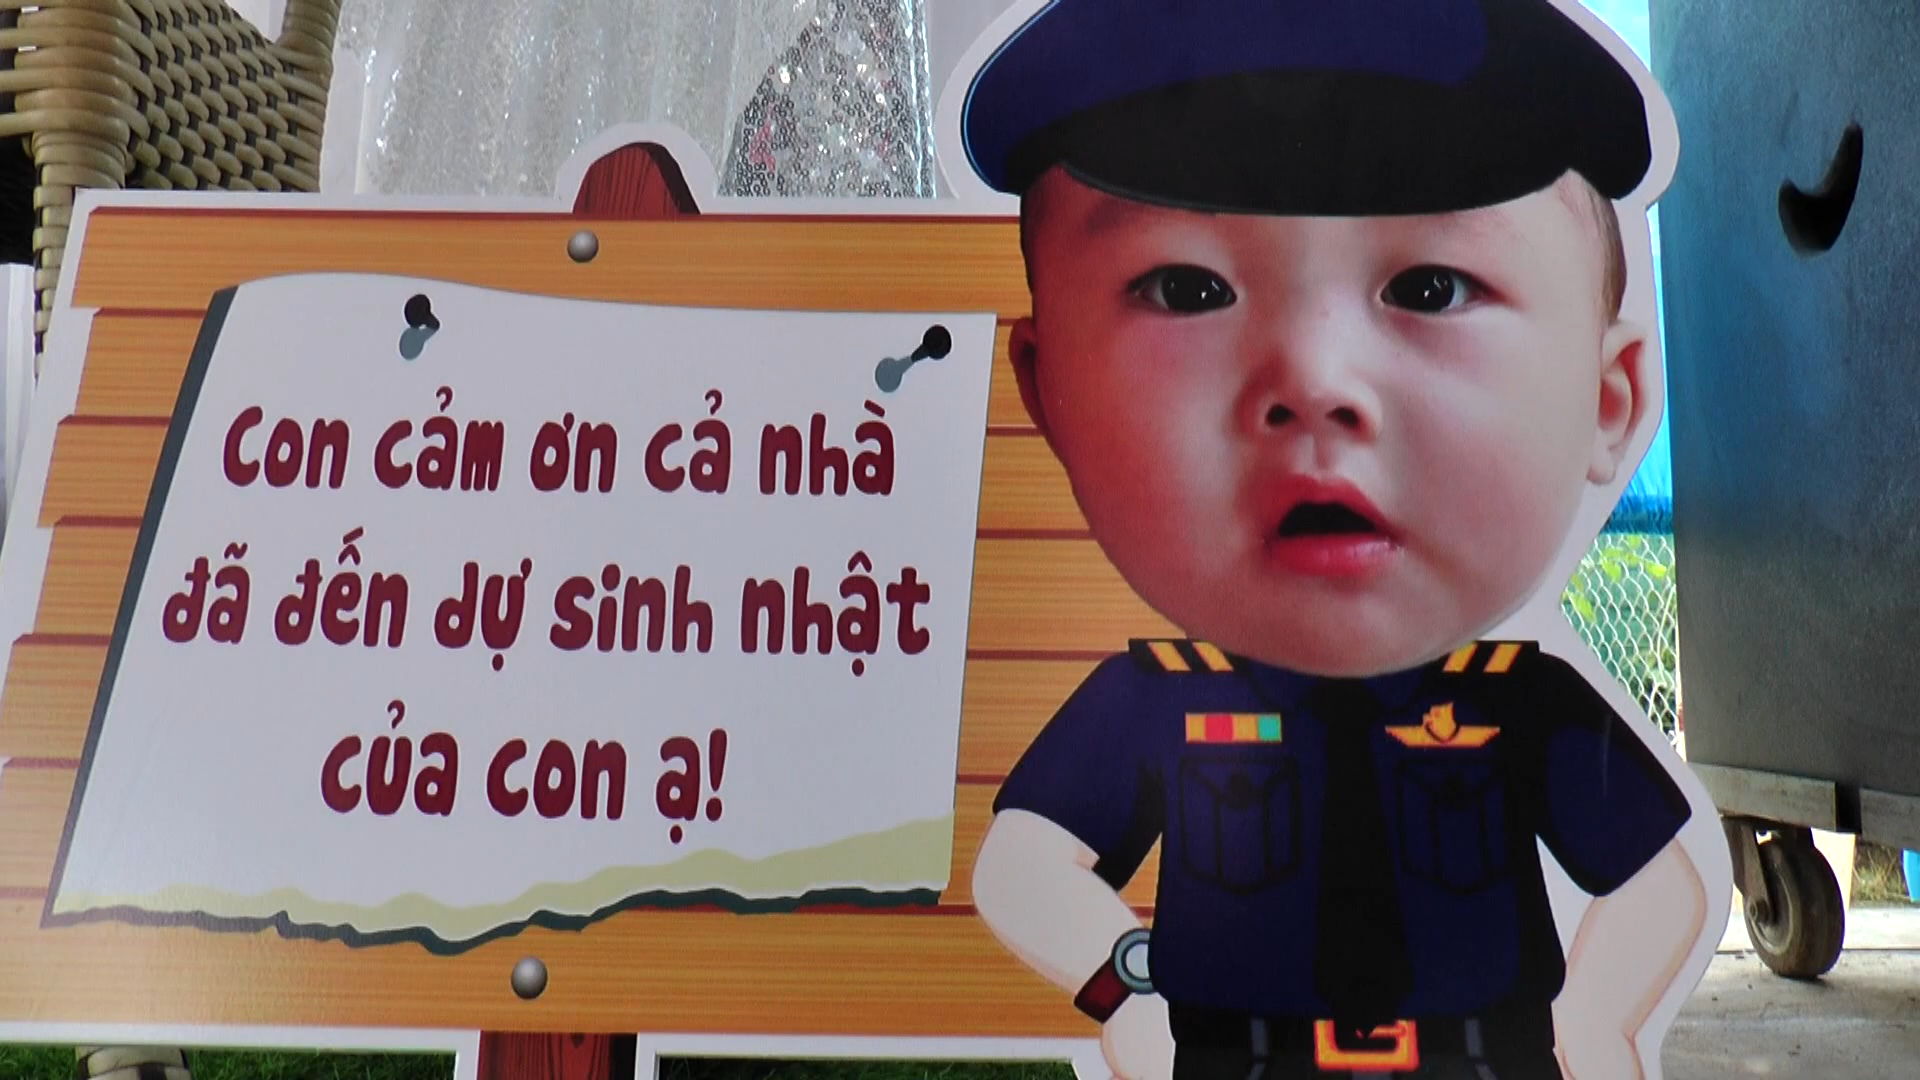 Con cảm ơn cả nhà
đã đến dự sinh nhật
của con ạ!